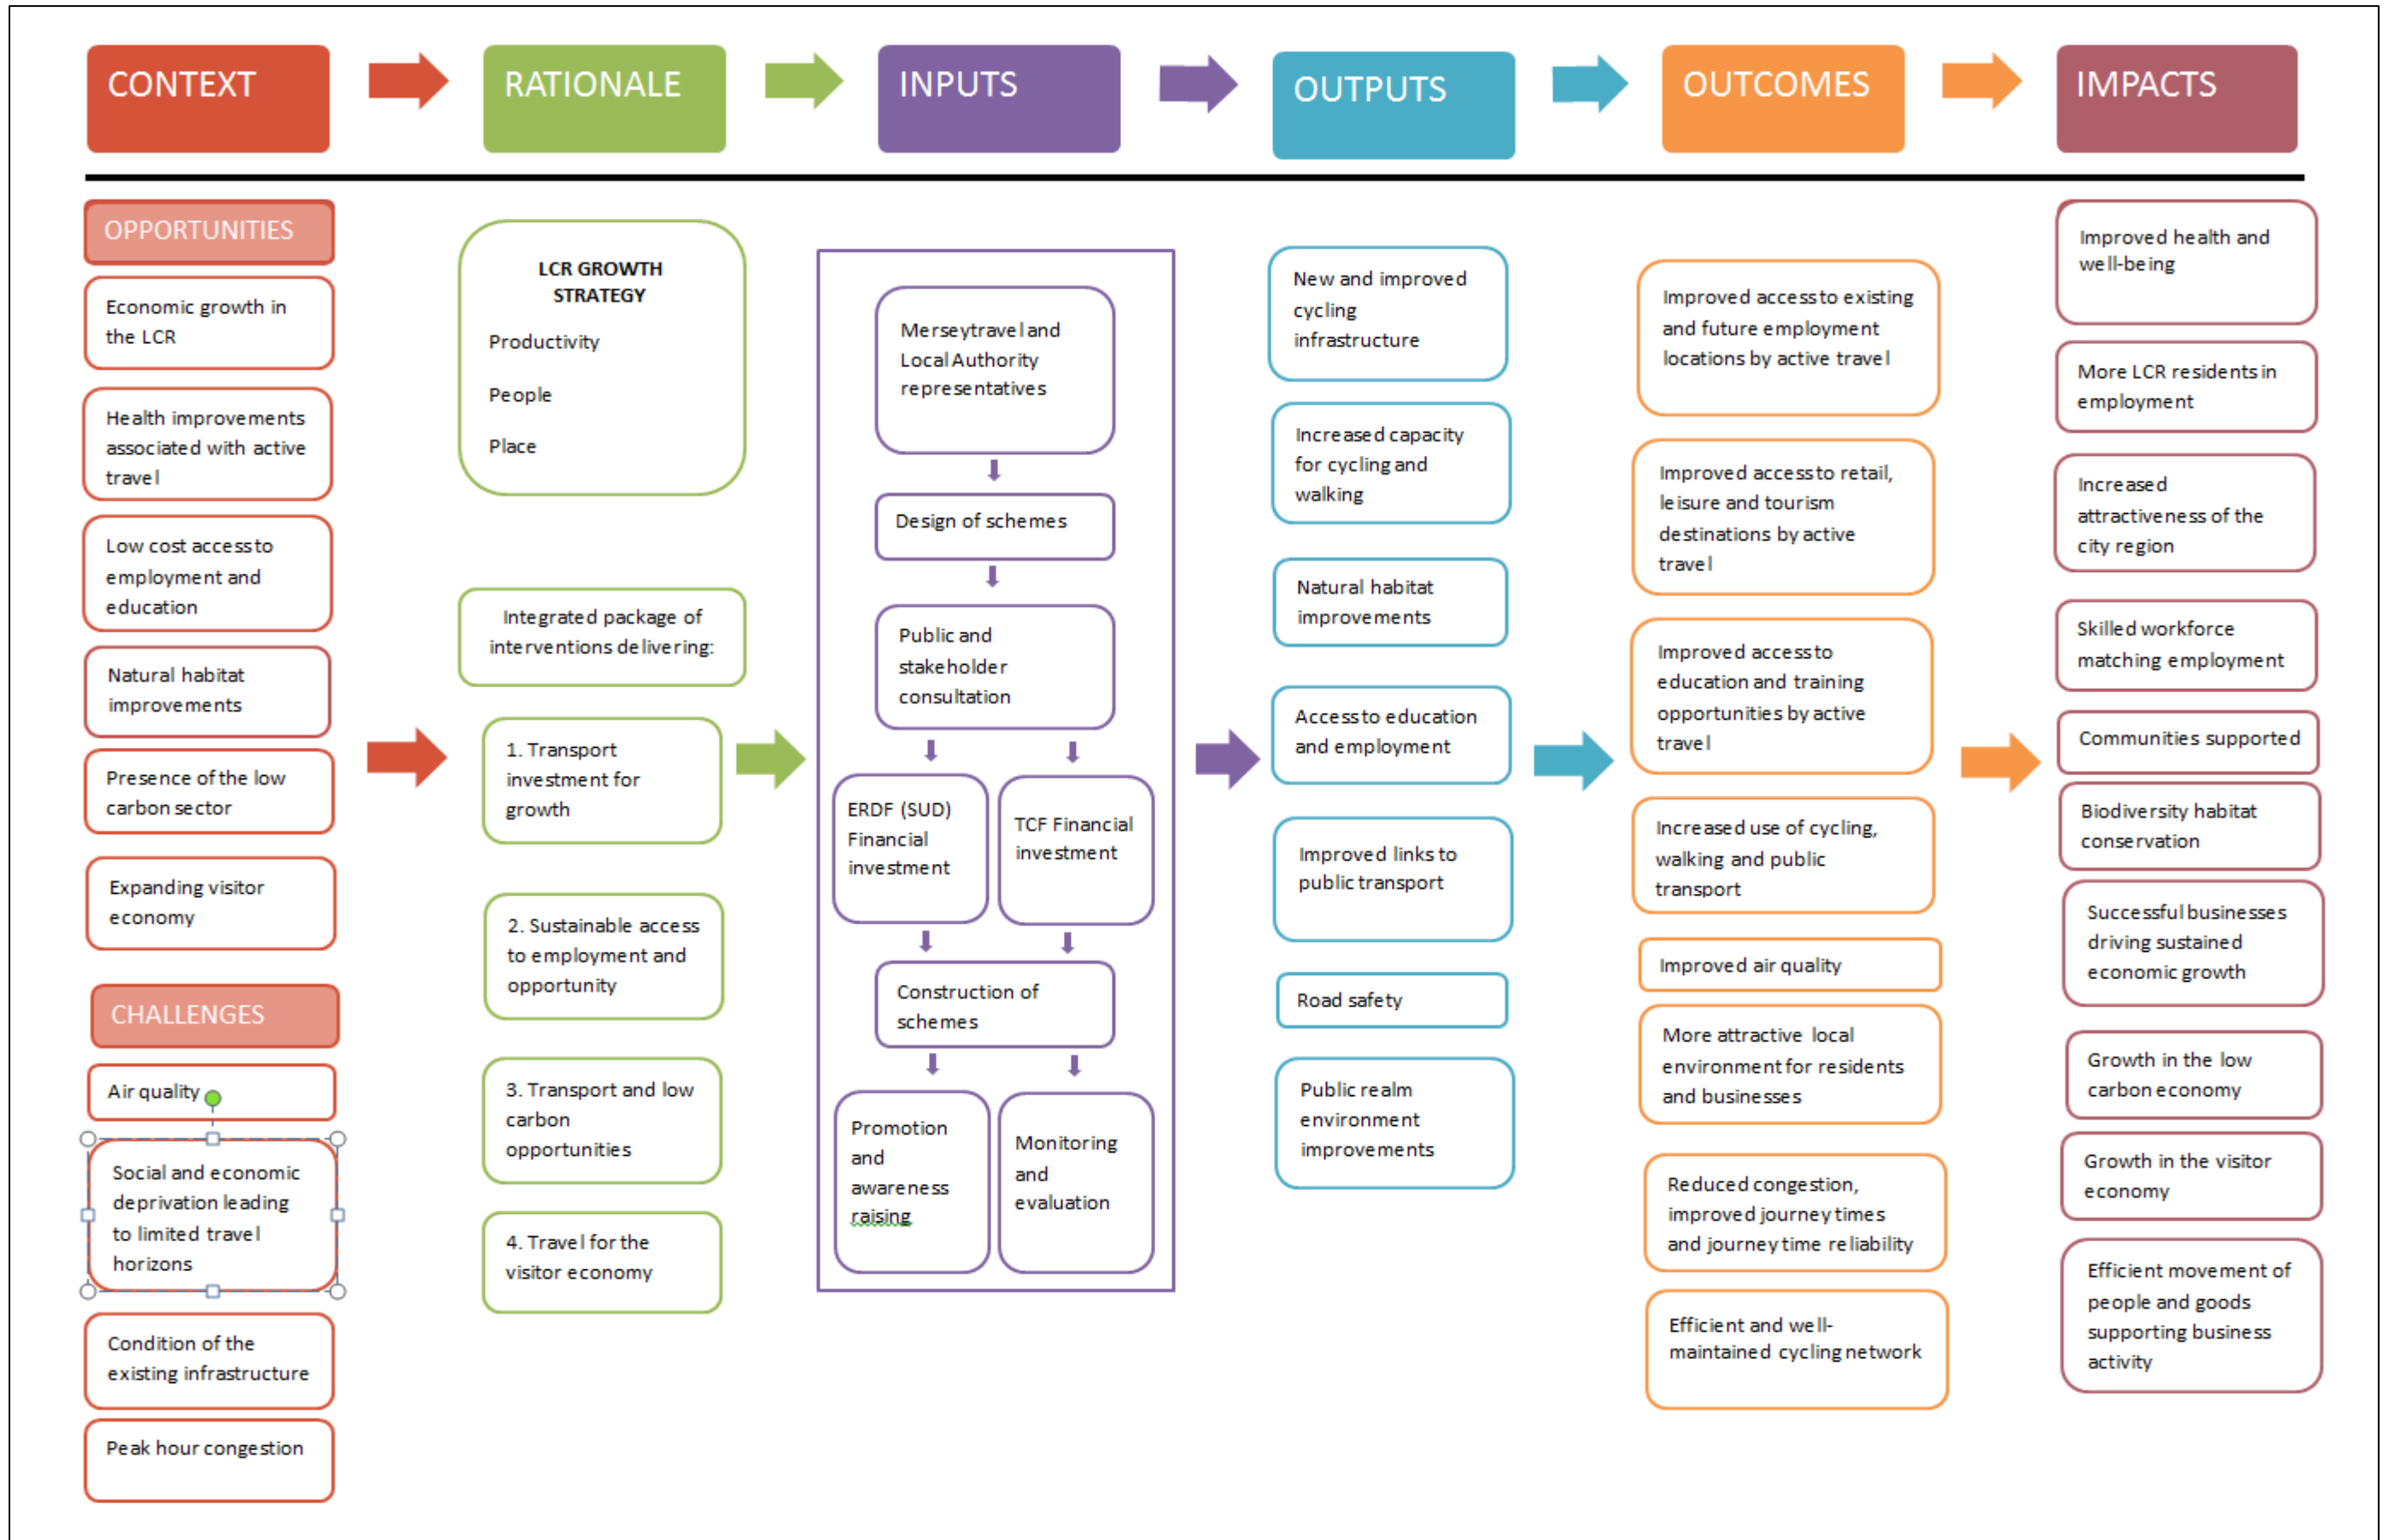 CONTEXT
RATIONALE
INPUTS
OUTPUTS
OUTCOMES
IMPACTS
OPPORTUNITIES
Economic growth in
the LCR
Health improvements
associated with active
travel
Low cost access to
employment and
education
Natural habitat
improvements
Presence of the low
carbon sector
Expanding visitor
economy
CHALLENGES
Air quality
Social and economic
deprivation leading
to limited travel
horizons
Condition of the
existing infrastructure
Peak hour congestion
LCR GROWTH
STRATEGY
Productivity
People
Place
Integrated package of
interventions delivering:
1. Transport
investment for
growth
2. Sustainable access
to employment and
opportunity
3. Transport and low
carbon
opportunities
4. Travel for the
visitor economy
Merseytravel and
Local Authority
representatives
Design of schemes
Public and
stakeholder
consultation
ERDF (SUD)
Financial
investment
TCF Financial
investment
Construction of
schemes
Promotion
and
awareness
raising
Monitoring
and
evaluation
New and improved
cycling
infrastructure
Increased capacity
for cycling and
walking
Natural habitat
improvements
Access to education
and employment
Improved links to
public transport
Road safety
Public realm
environment
improvements
Improved access to existing
and future employment
locations by active travel
Improved access to retail,
leisure and tourism
destinations by active
travel
Improved access to
education and training
opportunities by active
travel
Increased use of cycling,
walking and public
transport
Improved air quality
More attractive local
environment for residents
and businesses
Reduced congestion,
improved journey times
and journey time reliability
Efficient and well-
maintained cycling network
Improved health and
well-being
More LCR residents in
employment
Increased
attractiveness of the
city region
Skilled workforce
matching employment
Communities supported
Biodiversity habitat
conservation
Successful businesses
driving sustained
economic growth
Growth in the low
carbon economy
Growth in the visitor
economy
Efficient movement of
people and goods
supporting business
activity